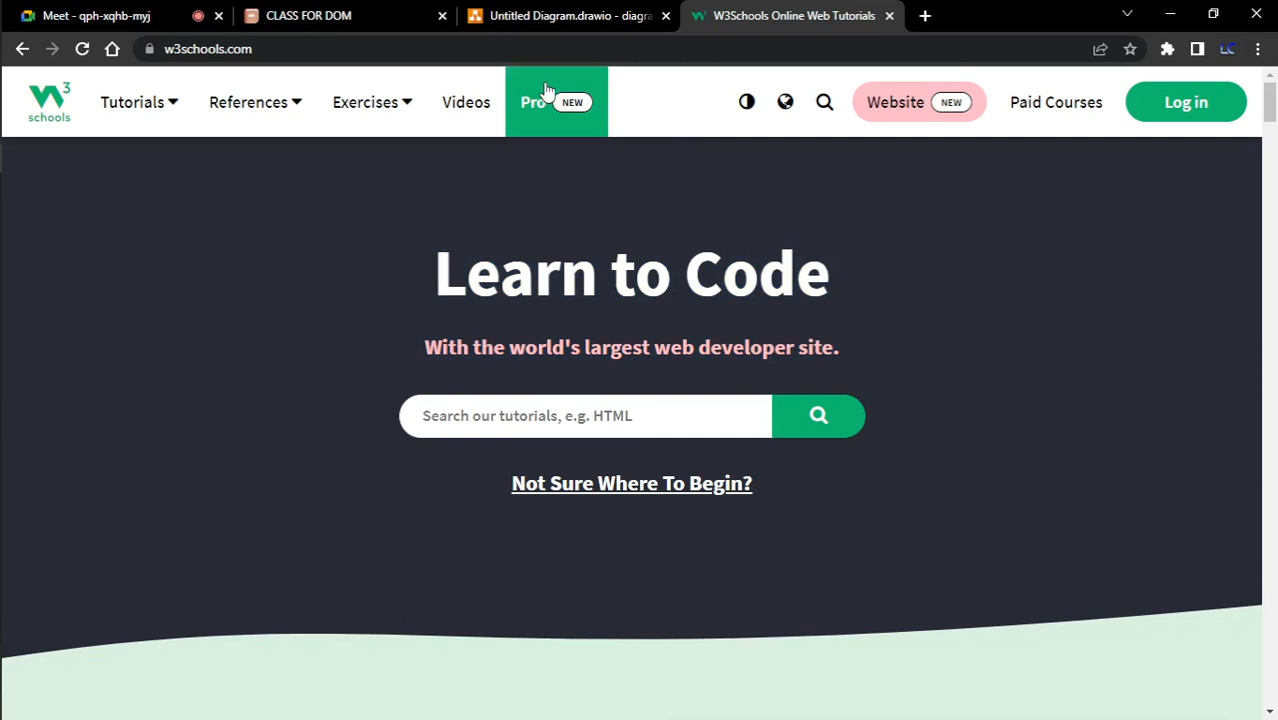 Meet - qph-xqhb-myj
CLASS FOR DOM
Untitled Diagram.drawio - diagra
W3Schools Online Web Tutorials
w3schools.com
W3
schools
Tutorials
References
Exercises
Videos
Pro NEW
Website NEW
Paid Courses
Log in
Learn to Code
With the world's largest web developer site.
Search our tutorials, e.g. HTML
Not Sure Where To Begin?